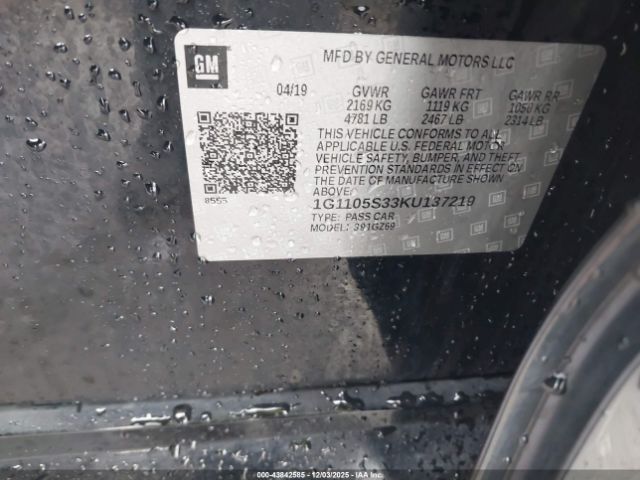 GM
MFD BY GENERAL MOTORS LLC
04/19 GVWR GAWR FRT GAWR RR
2169 KG 1119 KG 1050 KG
4781 LB 2467 LB 2314 LB
THIS VEHICLE CONFORMS TO ALL
APPLICABLE U.S. FEDERAL MOTOR
VEHICLE SAFETY, BUMPER, AND THEFT
PREVENTION STANDARDS IN EFFECT ON
THE DATE OF MANUFACTURE SHOWN
ABOVE.
8555
1G1105S33KU137219
TYPE: PASS CAR
MODEL:
000-43842585 - 12/03/2025 - IAAI.COM